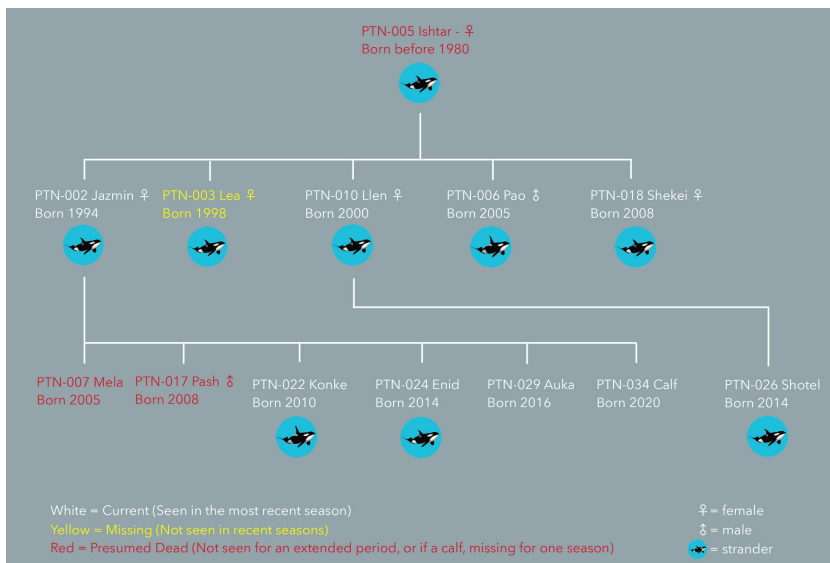 PTN-005 Ishtar - ♀
Born before 1980
PTN-002 Jazmin ♀
Born 1994
PTN-003 Lea ♀
Born 1998
PTN-010 Llen ♀
Born 2000
PTN-006 Pao ♂
Born 2005
PTN-018 Shekei ♀
Born 2008
PTN-007 Mela
Born 2005
PTN-017 Pash ♂
Born 2008
PTN-022 Konke
Born 2010
PTN-024 Enid
Born 2014
PTN-029 Auka
Born 2016
PTN-034 Calf
Born 2020
PTN-026 Shotel
Born 2014
White = Current (Seen in the most recent season)
Yellow = Missing (Not seen in recent seasons)
Red = Presumed Dead (Not seen for an extended period, or if a calf, missing for one season)
♀ = female
♂ = male
= strander